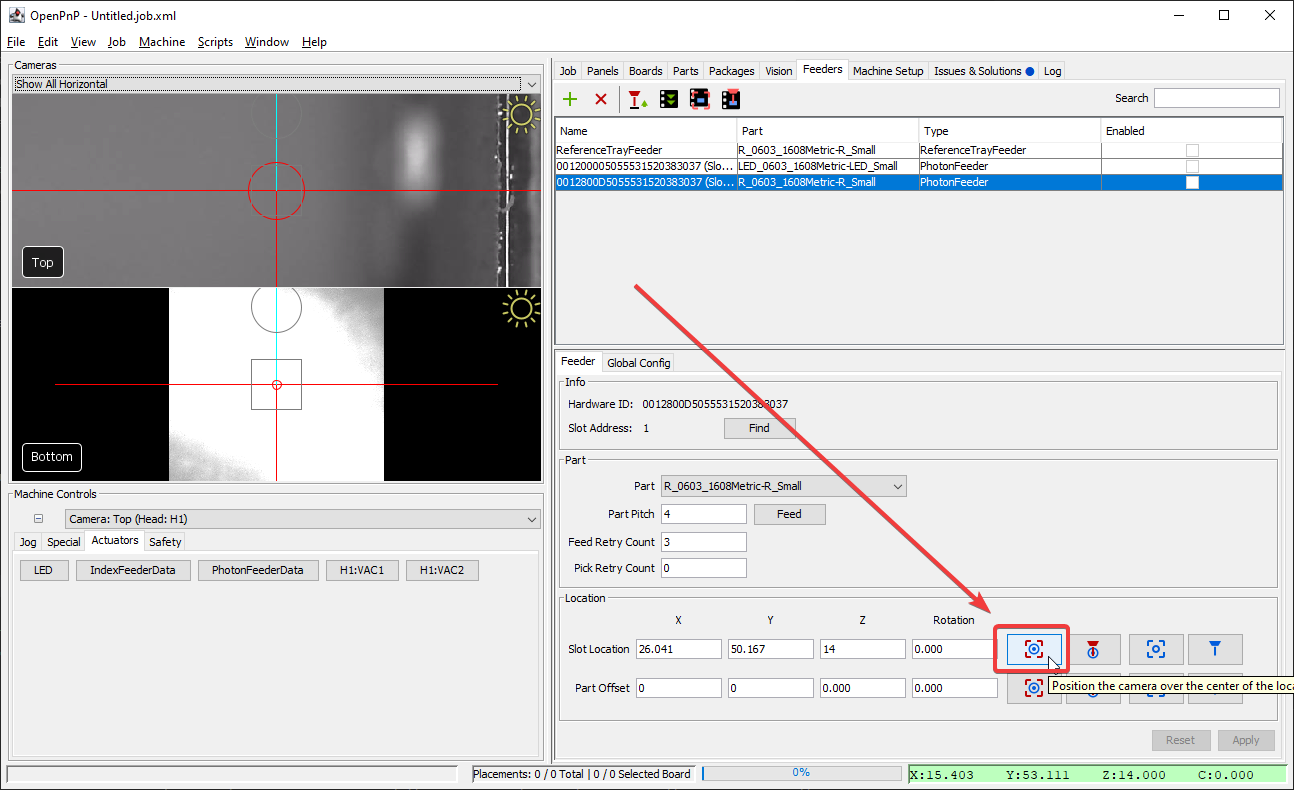 OpenPnP - Untitled.job.xml
File Edit View Job Machine Scripts Window Help
Cameras
Show All Horizontal
Top
Bottom
Machine Controls
Camera: Top (Head: H1)
Jog Special Actuators Safety
LED IndexFeederData PhotonFeederData H1:VAC1 H1:VAC2
Job Panels Boards Parts Packages Vision Feeders Machine Setup Issues & Solutions Log
Search
Name Part Type Enabled
ReferenceTrayFeeder R_0603_1608Metric-R_Small ReferenceTrayFeeder
001200005055531520383037 (Slo... LED_0603_1608Metric-LED_Small PhotonFeeder
0012800D5055531520383037 (Slo... R_0603_1608Metric-R_Small PhotonFeeder
Feeder Global Config
Info
Hardware ID: 0012800D5055531520383037
Slot Address: 1 Find
Part
Part R_0603_1608Metric-R_Small
Part Pitch 4 Feed
Feed Retry Count 3
Pick Retry Count 0
Location
X Y Z Rotation
Slot Location 26.041 50.167 14 0.000
Part Offset 0 0 0.000 0.000
Position the camera over the center of the loca
Reset Apply
Placements: 0 / 0 Total | 0 / 0 Selected Board 0% X:15.403 Y:53.111 Z:14.000 C:0.000